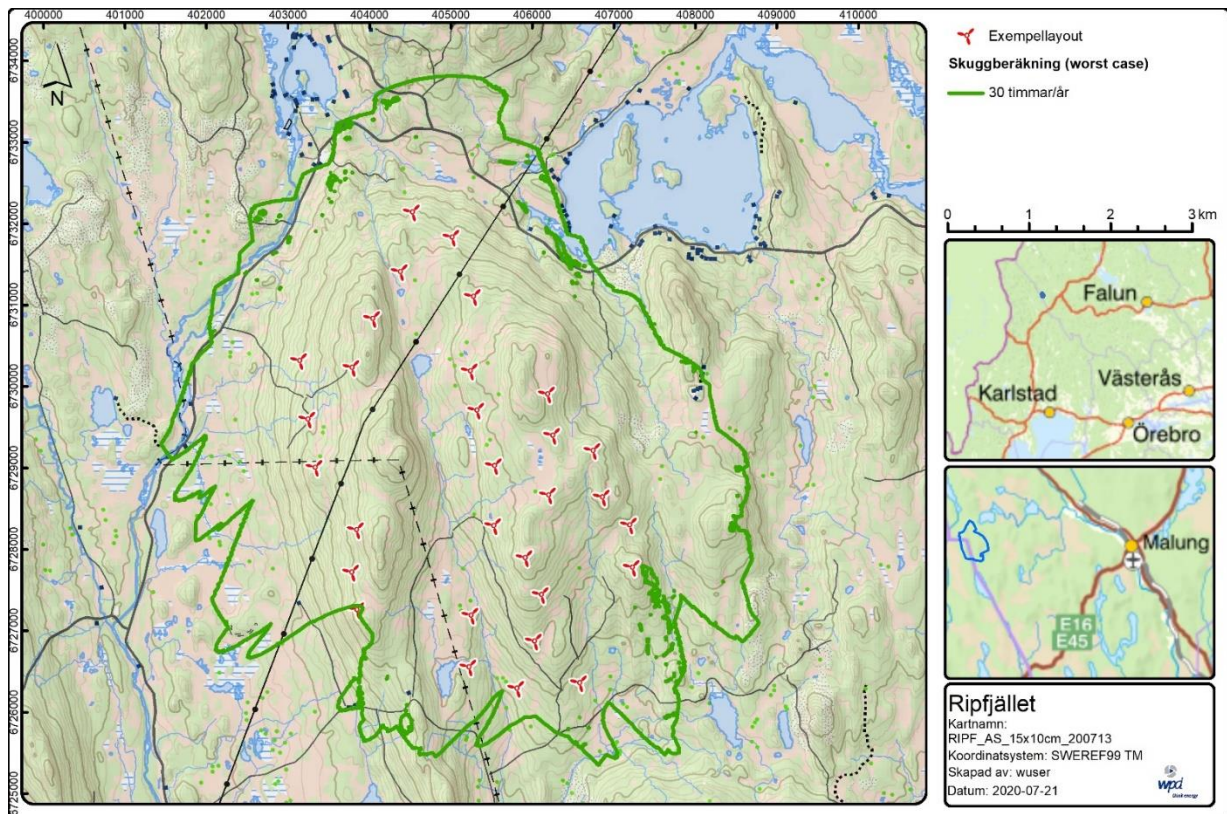 400000 401000 402000 403000 404000 405000 406000 407000 408000 409000 410000
6734000
6733000
6732000
6731000
6730000
6729000
6728000
6727000
6726000
6725000
N
Exempellayout
Skuggberäkning (worst case)
30 timmar/år
0 1 2 3 km
Falun
Karlstad
Västerås
Örebro
Malung
E16
E45
Ripfjället
Kartnamn:
RIPF_AS_15x10cm_200713
Koordinatsystem: SWEREF99 TM
Skapad av: wuser
Datum: 2020-07-21
wpd